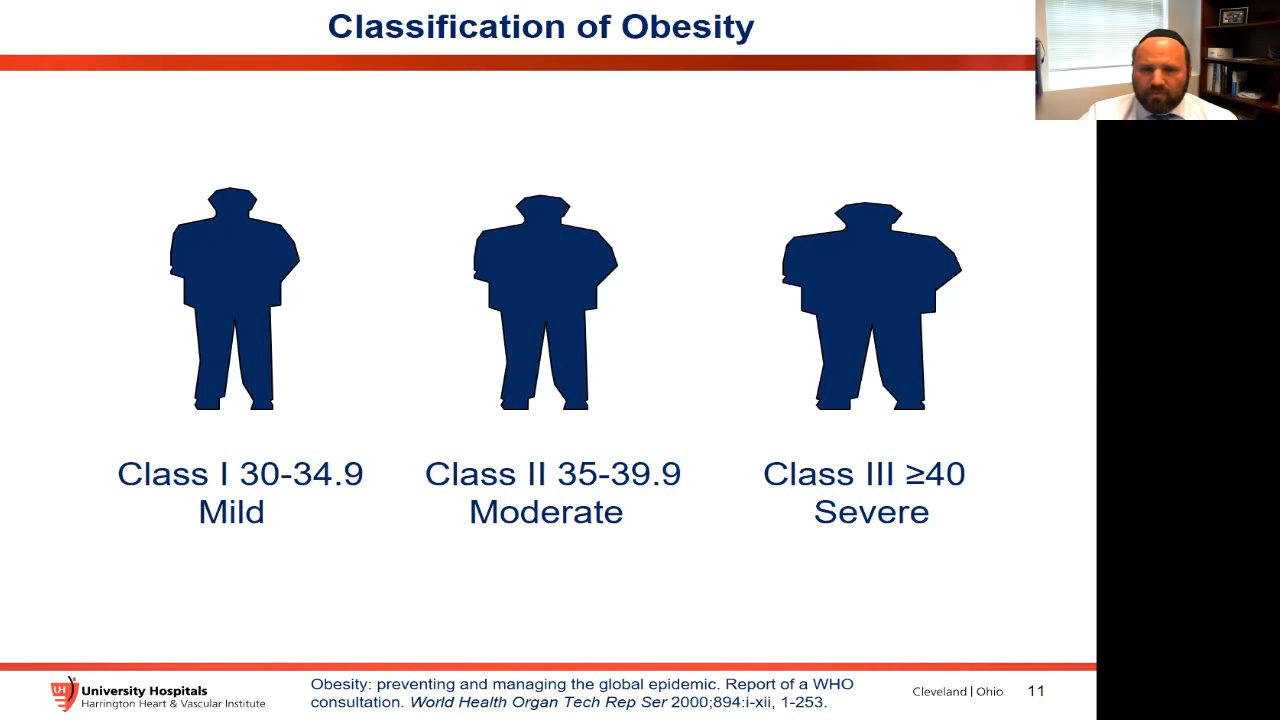 Classification of Obesity
Class I 30-34.9
Mild
Class II 35-39.9
Moderate
Class III ≥40
Severe
UH
University Hospitals
Harrington Heart & Vascular Institute
Obesity: preventing and managing the global epidemic. Report of a WHO
consultation. World Health Organ Tech Rep Ser 2000;894:i-xii, 1-253.
Cleveland | Ohio
11